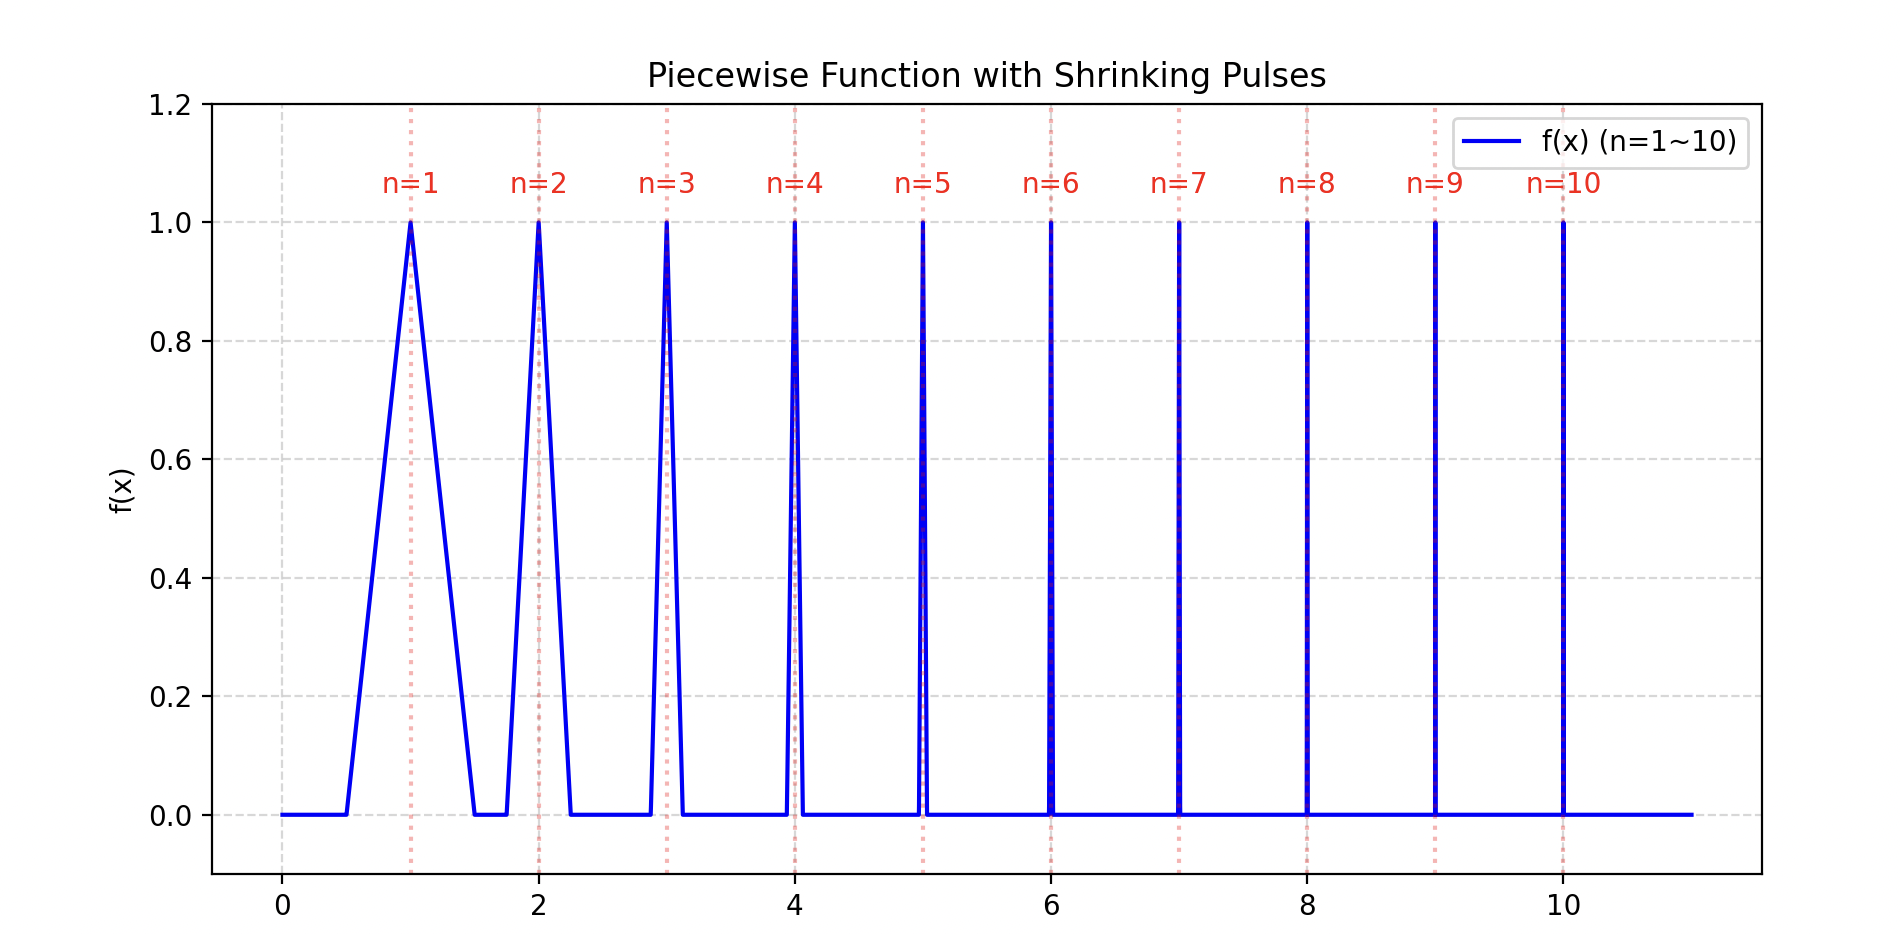 Piecewise Function with Shrinking Pulses
f(x) (n=1~10)
n=1 n=2 n=3 n=4 n=5 n=6 n=7 n=8 n=9 n=10
1.2
1.0
0.8
0.6
0.4
0.2
0.0
f(x)
0 2 4 6 8 10